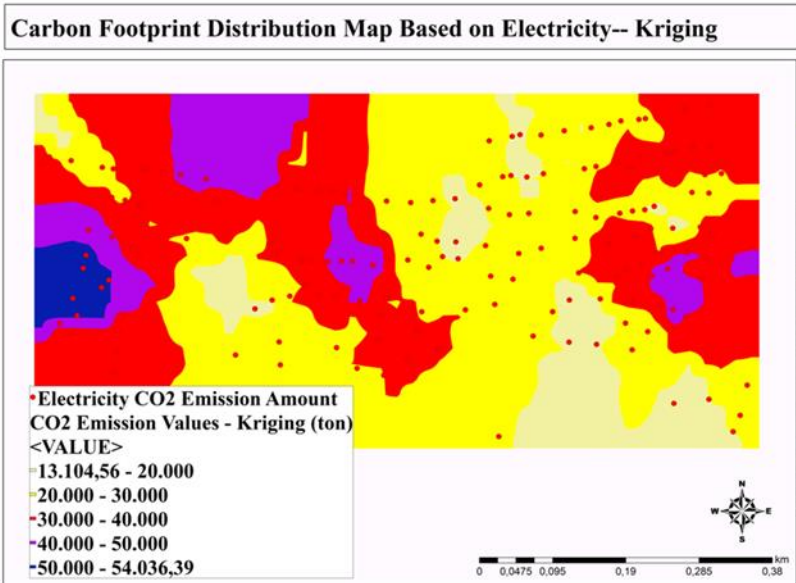 Carbon Footprint Distribution Map Based on Electricity-- Kriging
Electricity CO2 Emission Amount
CO2 Emission Values - Kriging (ton)
<VALUE>
13.104,56 - 20.000
20.000 - 30.000
30.000 - 40.000
40.000 - 50.000
50.000 - 54.036,39
N
W E
S
km
0 0,0475 0,095 0,19 0,285 0,38